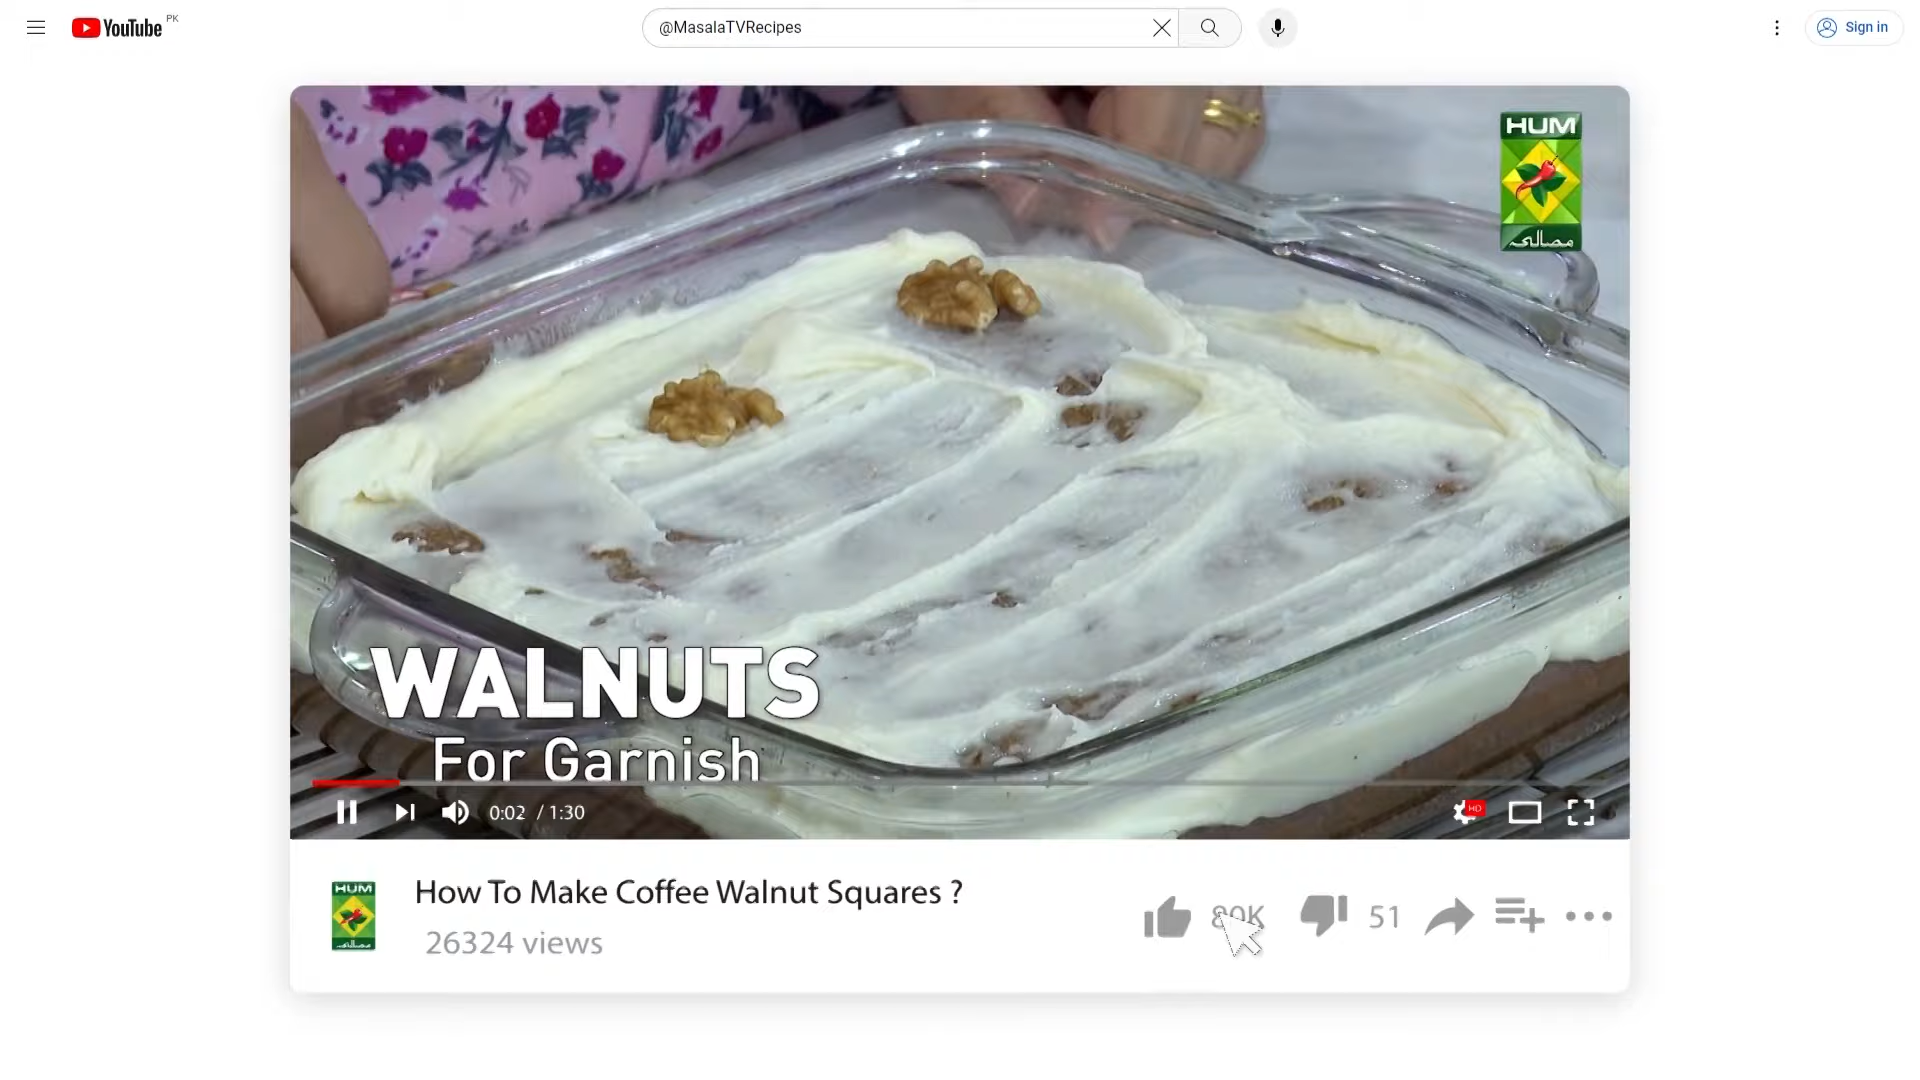 YouTube PK
@MasalaTVRecipes
Sign in
HUM
مصالحہ
WALNUTS
For Garnish
0:02 / 1:30
HD
HUM
مصالحہ
How To Make Coffee Walnut Squares ?
26324 views
51